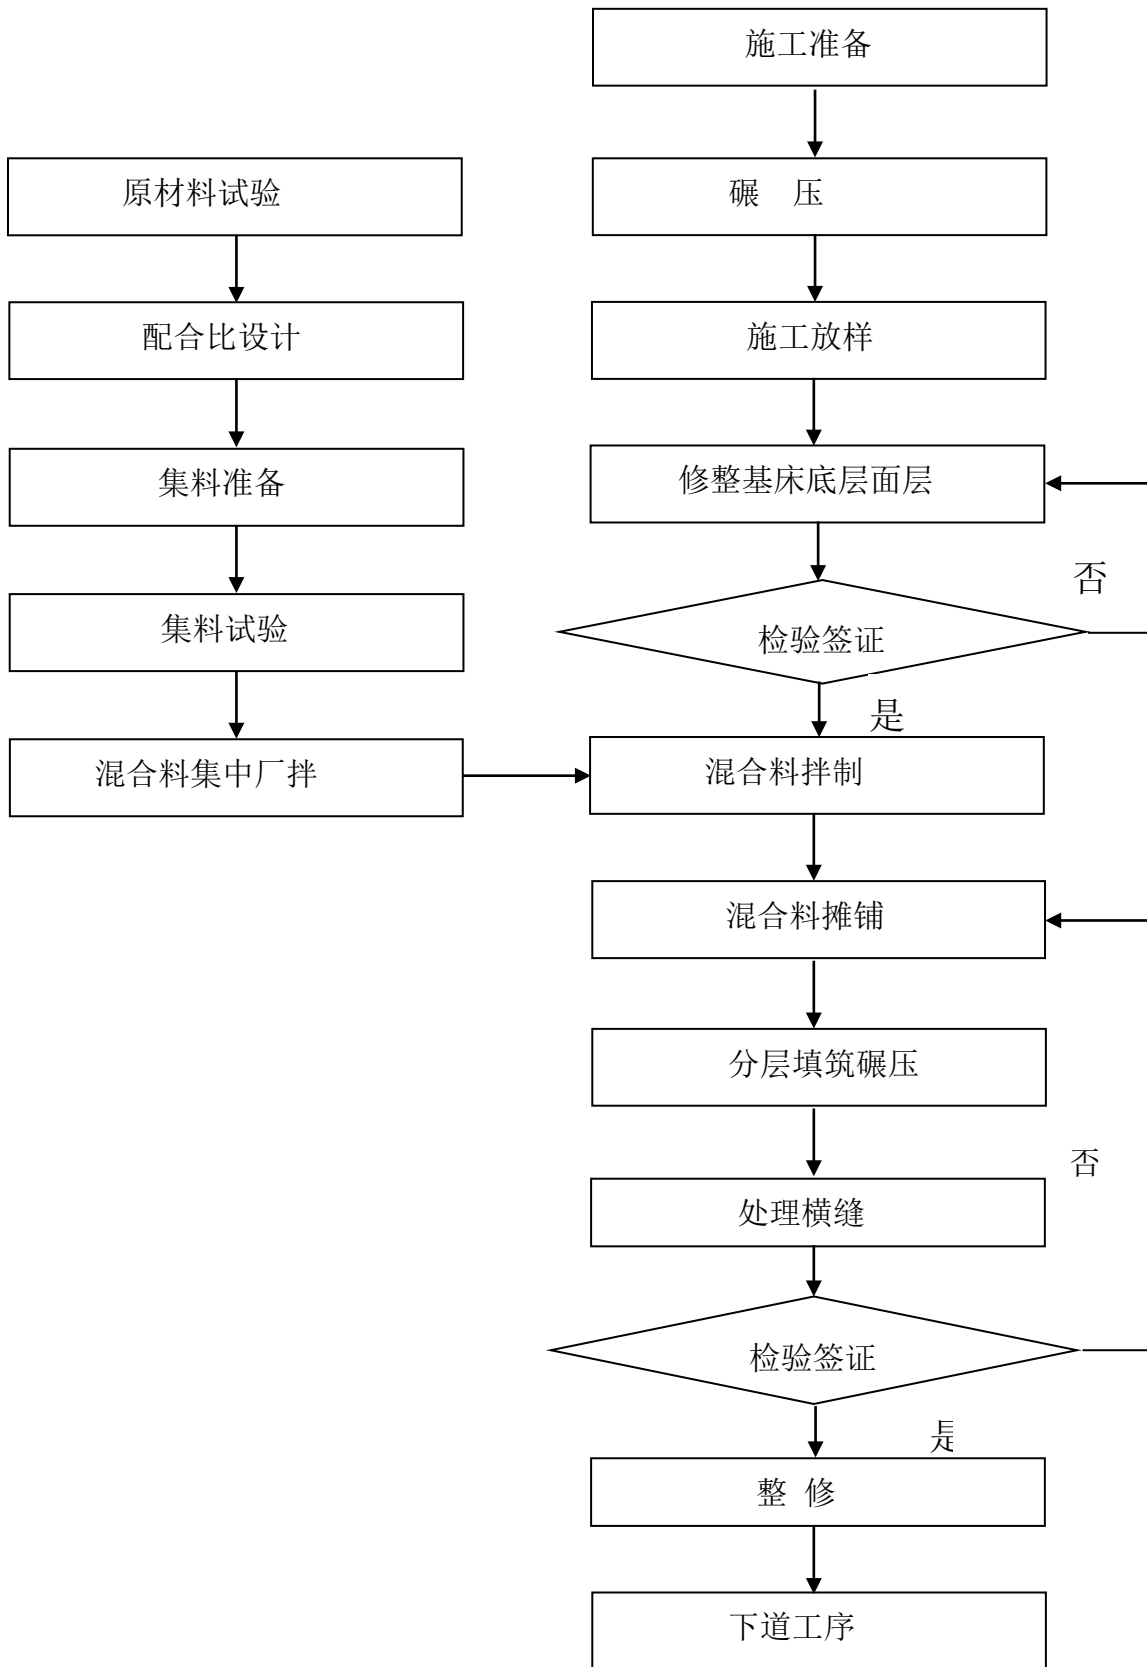 施工准备
原材料试验
碾 压
配合比设计
施工放样
集料准备
修整基床底层面层
否
集料试验
检验签证
是
混合料集中厂拌
混合料拌制
混合料摊铺
分层填筑碾压
否
处理横缝
检验签证
是
整 修
下道工序